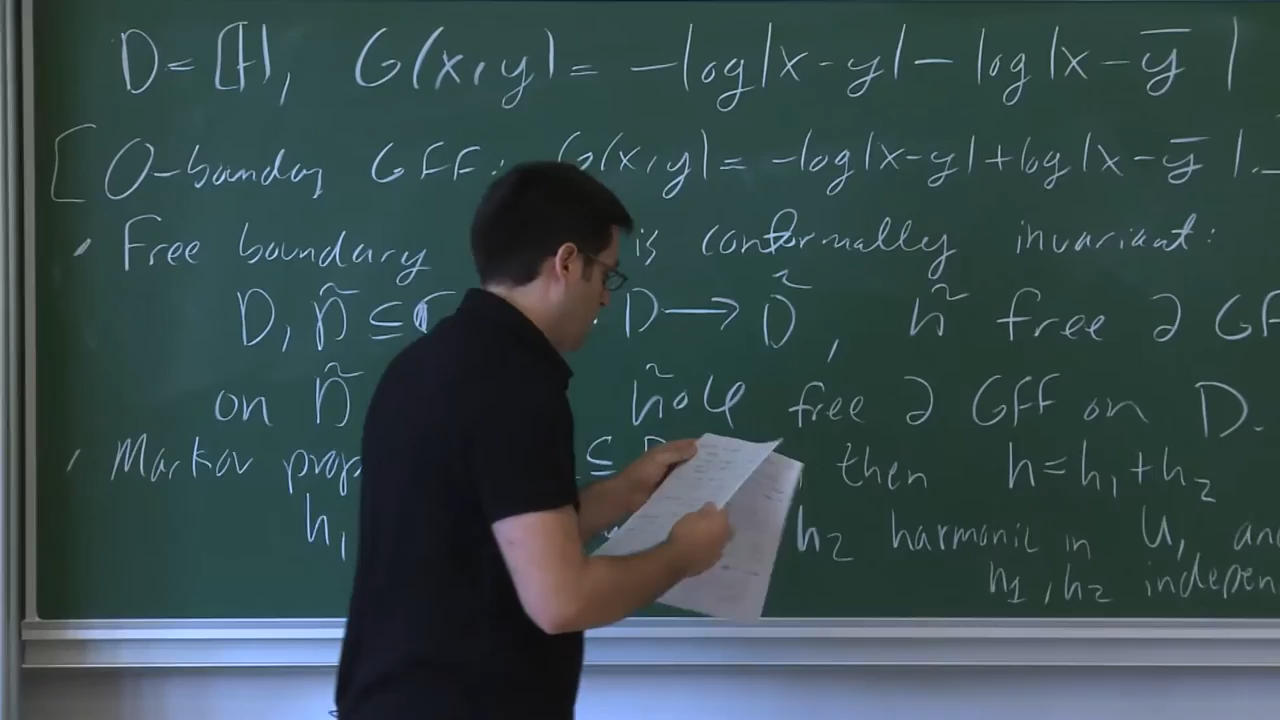 D = ℍ, G(x,y) = -log|x-y| - log|x-ȳ|
[ 0-boundary GFF: G(x,y) = -log|x-y| + log|x-ȳ|.
• Free boundary is conformally invariant:
D, D̃ ⊆ D → D̃, h̃ free ∂ GF
on D̃ h̃∘φ free ∂ GFF on D.
• Markov prop ⊆ then h = h₁ + h₂
h₁ h₂ harmonic in U, an
h₁, h₂ indepen